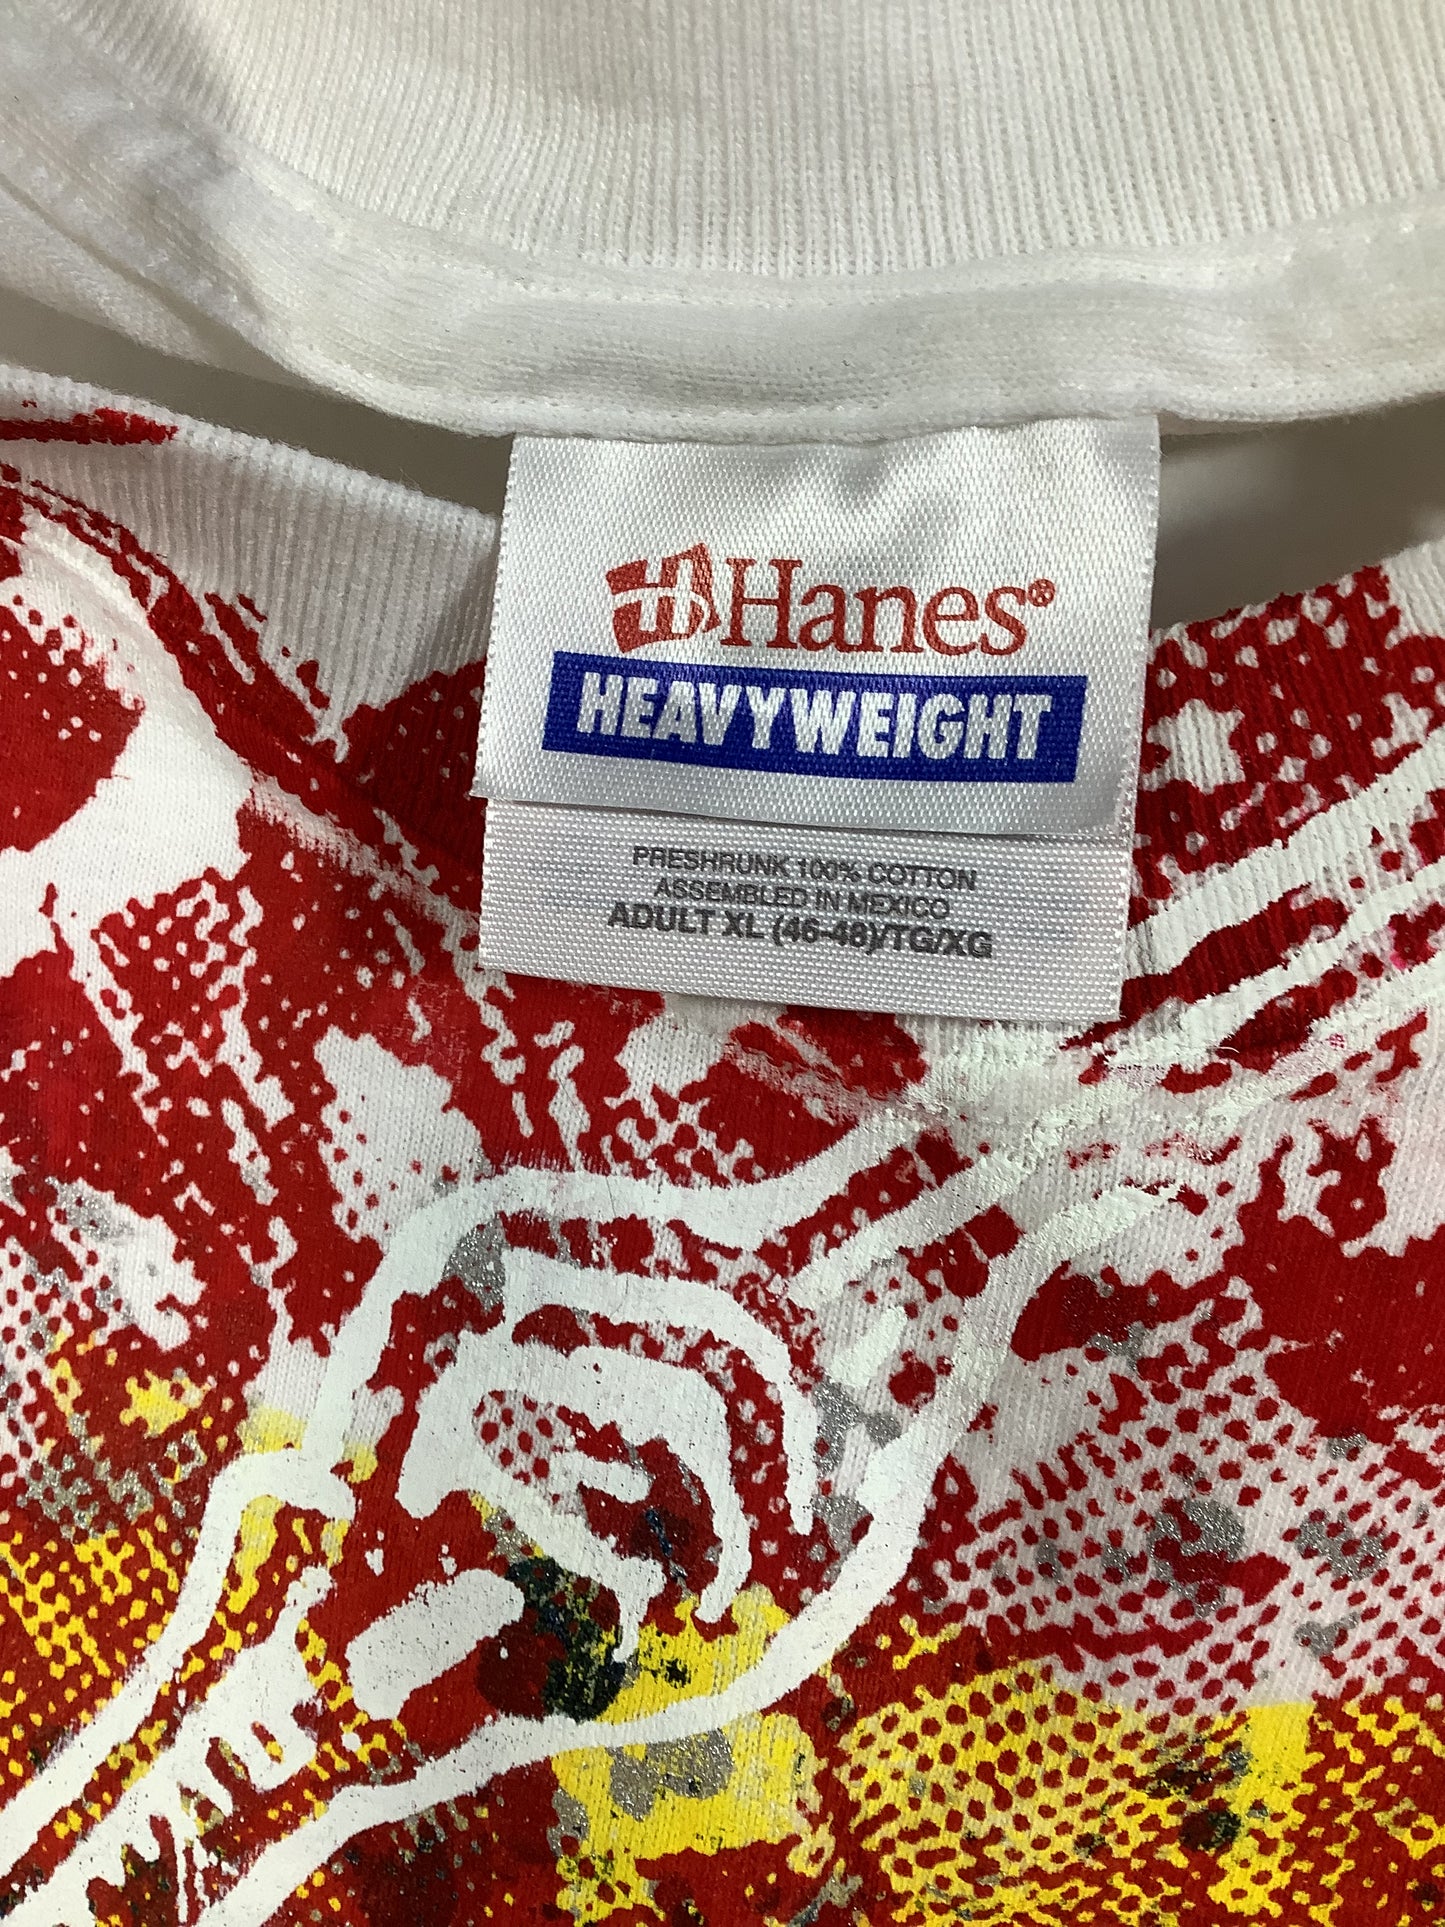 Hanes®
HEAVYWEIGHT
PRESHRUNK 100% COTTON
ASSEMBLED IN MEXICO
ADULT XL (46-48)/TG/XG